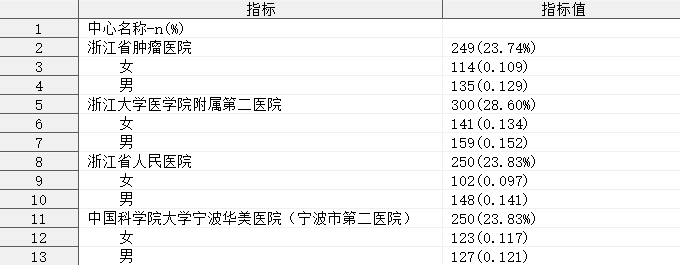 指标 指标值
1 中心名称-n(%)
2 浙江省肿瘤医院 249(23.74%)
3 女 114(0.109)
4 男 135(0.129)
5 浙江大学医学院附属第二医院 300(28.60%)
6 女 141(0.134)
7 男 159(0.152)
8 浙江省人民医院 250(23.83%)
9 女 102(0.097)
10 男 148(0.141)
11 中国科学院大学宁波华美医院（宁波市第二医院） 250(23.83%)
12 女 123(0.117)
13 男 127(0.121)